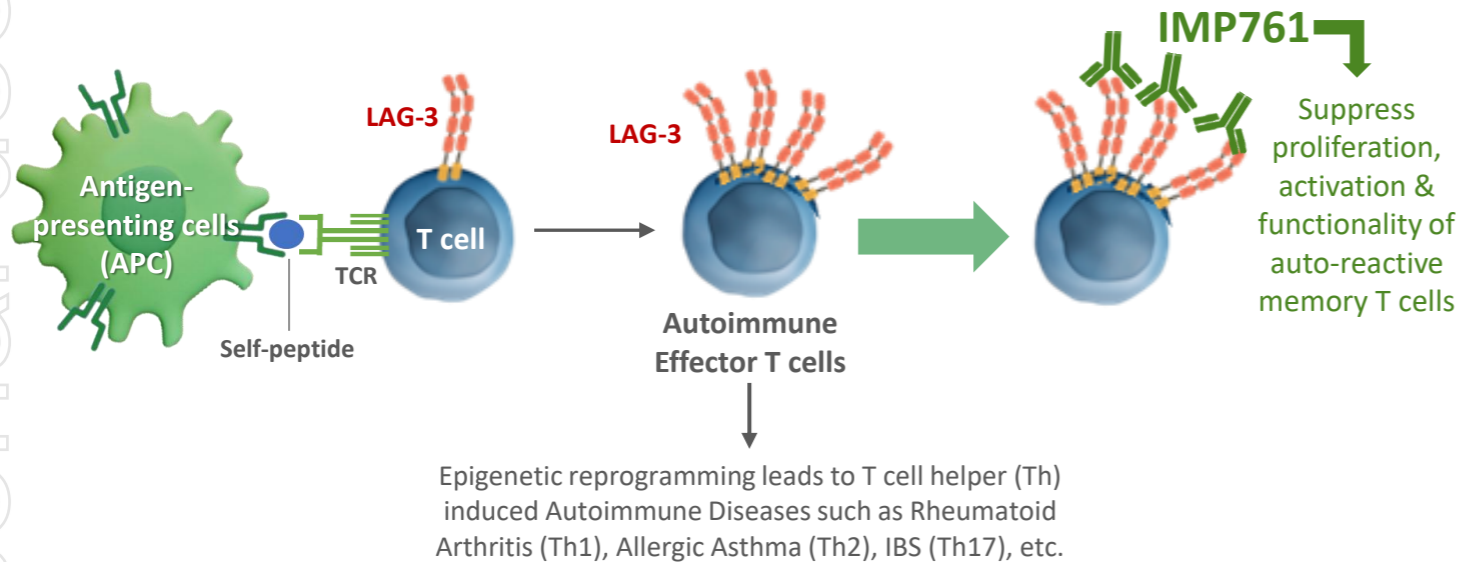 IMP761
LAG-3
LAG-3
Antigen-
presenting cells
(APC)
T cell
TCR
Self-peptide
Autoimmune
Effector T cells
Suppress
proliferation,
activation &
functionality of
auto-reactive
memory T cells
Epigenetic reprogramming leads to T cell helper (Th)
induced Autoimmune Diseases such as Rheumatoid
Arthritis (Th1), Allergic Asthma (Th2), IBS (Th17), etc.